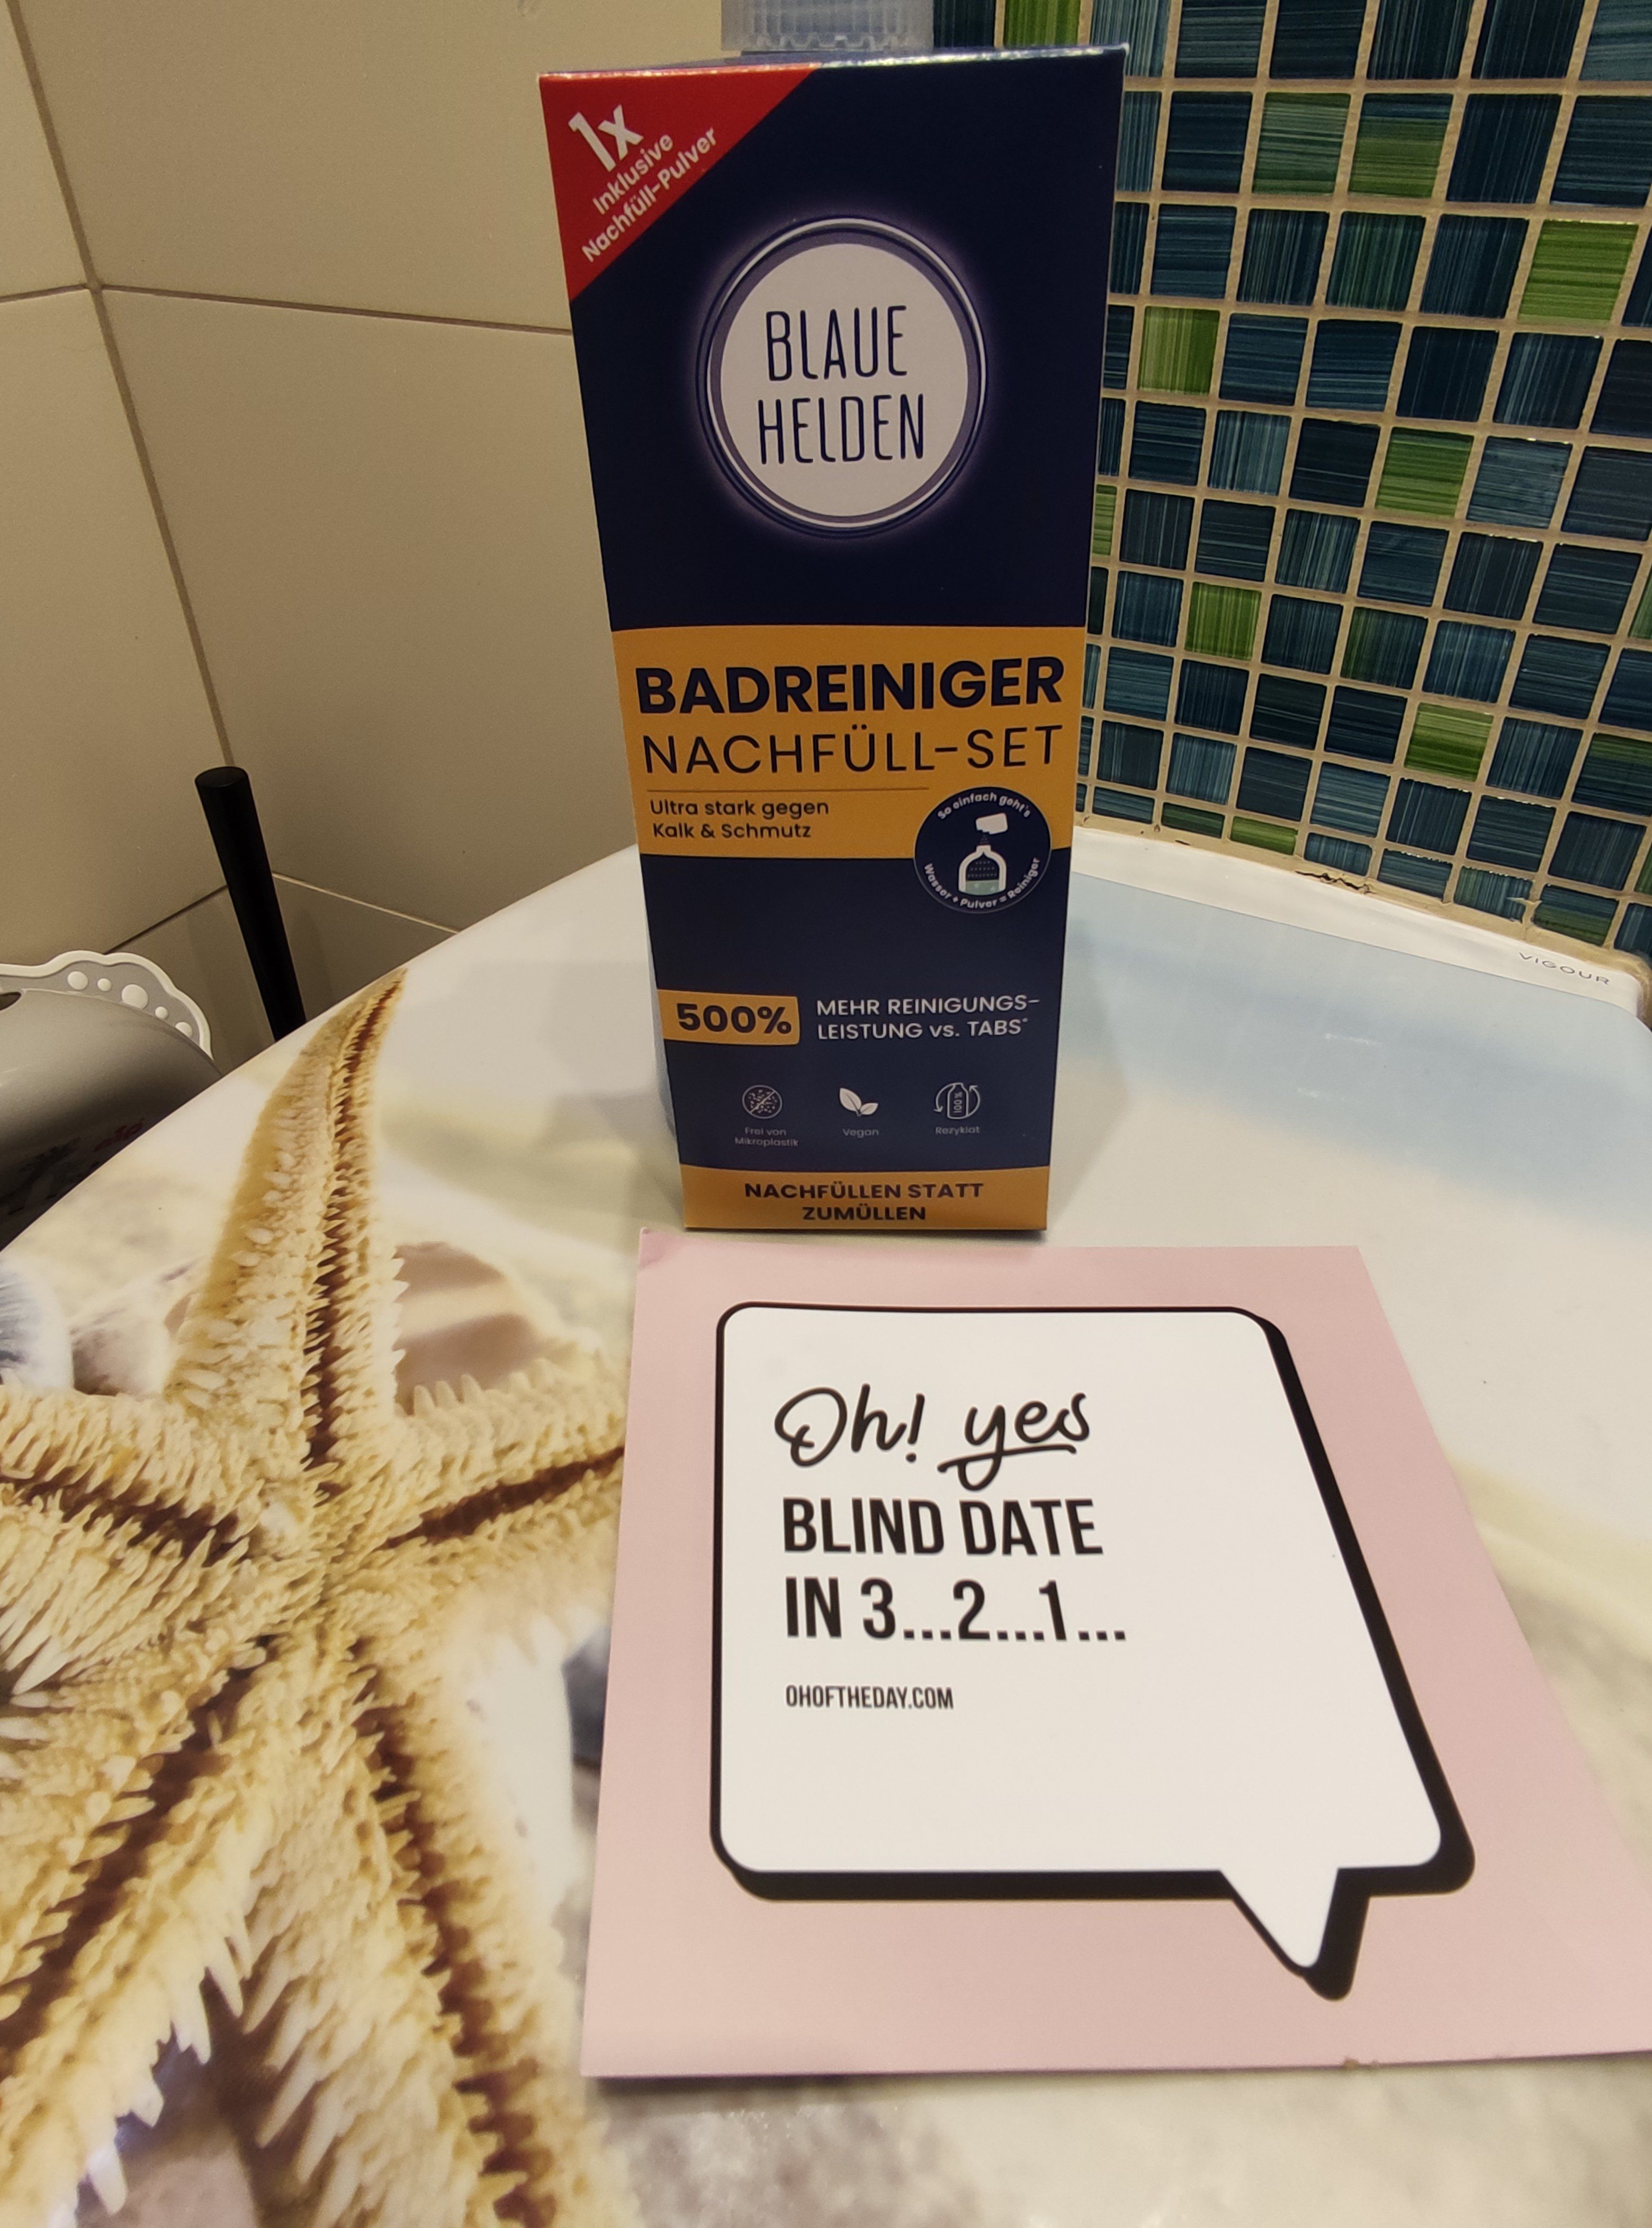 1x
Inklusive
Nachfüll-Pulver
BLAUE
HELDEN
BADREINIGER
NACHFÜLL-SET
Ultra stark gegen
Kalk & Schmutz
So einfach geht's
Wasser + Pulver = Reiniger
500%
MEHR REINIGUNGS-
LEISTUNG vs. TABS*
Frei von
Mikroplastik
Vegan
100%
Rezyklat
NACHFÜLLEN STATT
ZUMÜLLEN
VIGOUR
Oh! yes
BLIND DATE
IN 3...2...1...
OHOFTHEDAY.COM